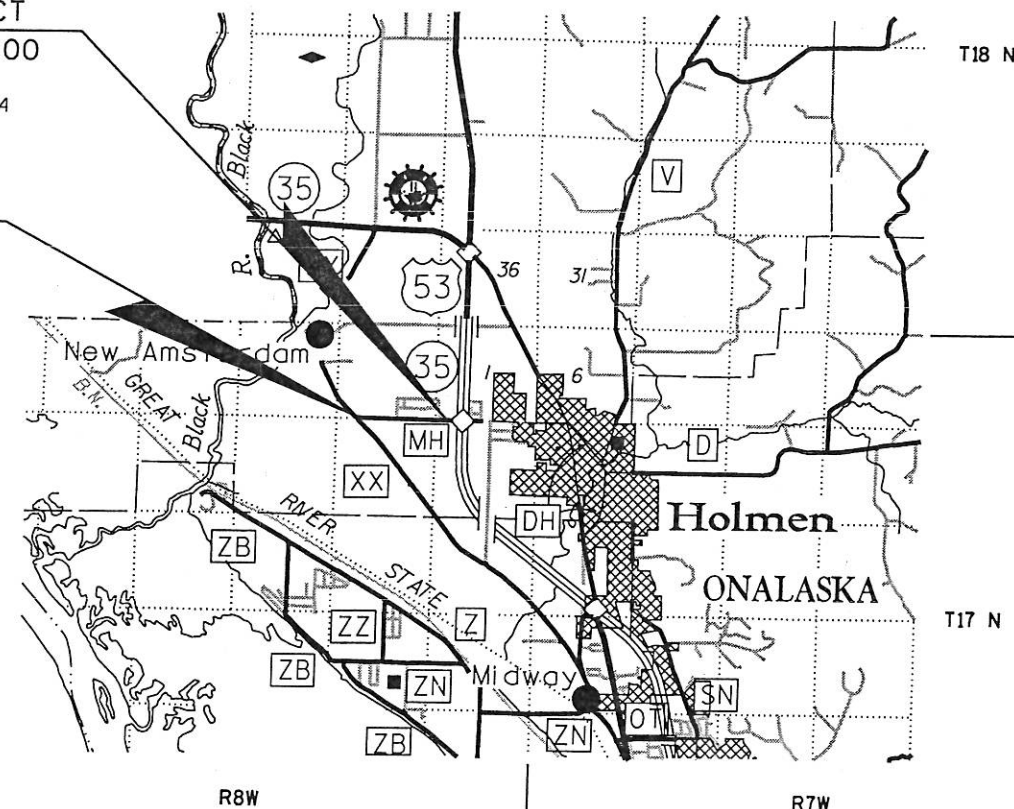 CT
00
4
T18 N
Black
35
V
R.
53
36
31
New Amsterdam
35
1
6
GREAT
B.N.
Black
MH
D
XX
RIVER
DH
Holmen
ZB
STATE
ONALASKA
ZZ
Z
T17 N
ZB
Midway
ZN
SN
OT
ZB
ZN
R8W
R7W